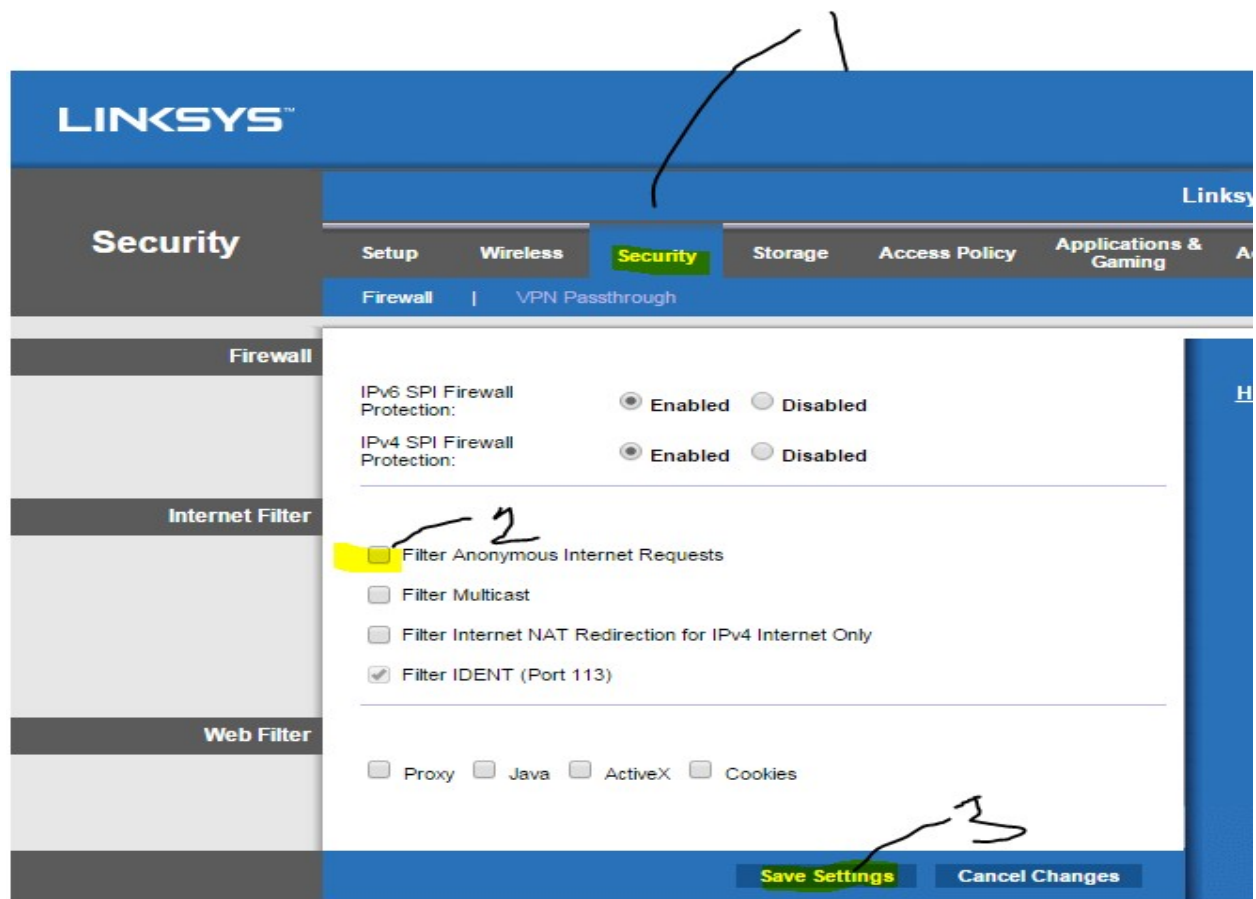 1
LINKSYS™
Linksy
Security
Setup Wireless Security Storage Access Policy Applications & Gaming
Firewall | VPN Passthrough
Firewall
IPv6 SPI Firewall Protection: Enabled Disabled
IPv4 SPI Firewall Protection: Enabled Disabled
Internet Filter
2
Filter Anonymous Internet Requests
Filter Multicast
Filter Internet NAT Redirection for IPv4 Internet Only
Filter IDENT (Port 113)
Web Filter
Proxy Java ActiveX Cookies
3
Save Settings Cancel Changes